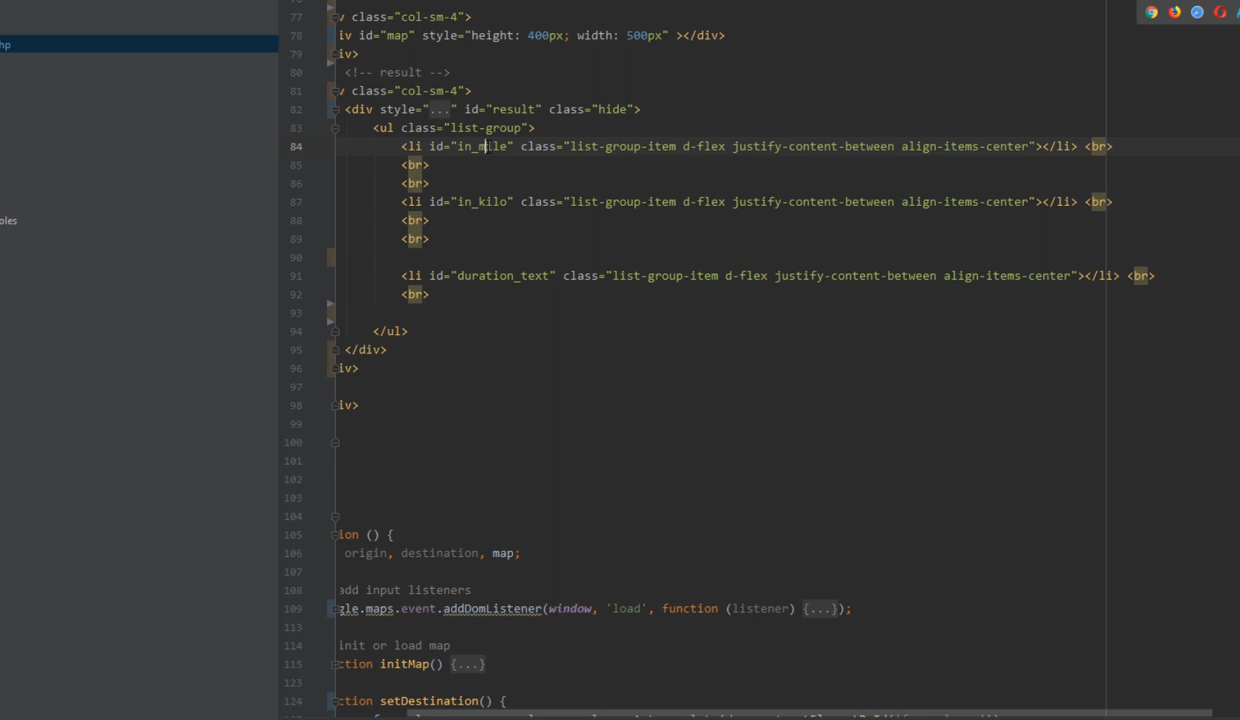 77 v class="col-sm-4">
hp
78 iv id="map" style="height: 400px; width: 500px" ></div>
79 iv>
80 <!-- result -->
81 v class="col-sm-4">
82 <div style="..." id="result" class="hide">
83 <ul class="list-group">
84 <li id="in_mile" class="list-group-item d-flex justify-content-between align-items-center"></li> <br>
85 <br>
86 <br>
87 <li id="in_kilo" class="list-group-item d-flex justify-content-between align-items-center"></li> <br>
oles
88 <br>
89 <br>
90
91 <li id="duration_text" class="list-group-item d-flex justify-content-between align-items-center"></li> <br>
92 <br>
93
94 </ul>
95 </div>
96 iv>
97
98 iv>
99
100
101
102
103
104
105 ion () {
106 origin, destination, map;
107
108 add input listeners
109 gle.maps.event.addDomListener(window, 'load', function (listener) {...});
113
114 init or load map
115 ction initMap() {...}
123
124 ction setDestination() {